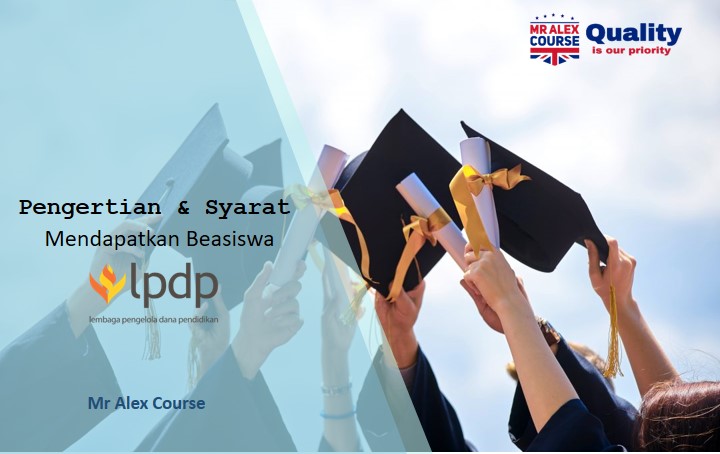 MR ALEX
COURSE
Quality
is our priority
Pengertian & Syarat
Mendapatkan Beasiswa
lpdp
lembaga pengelola dana pendidikan
Mr Alex Course